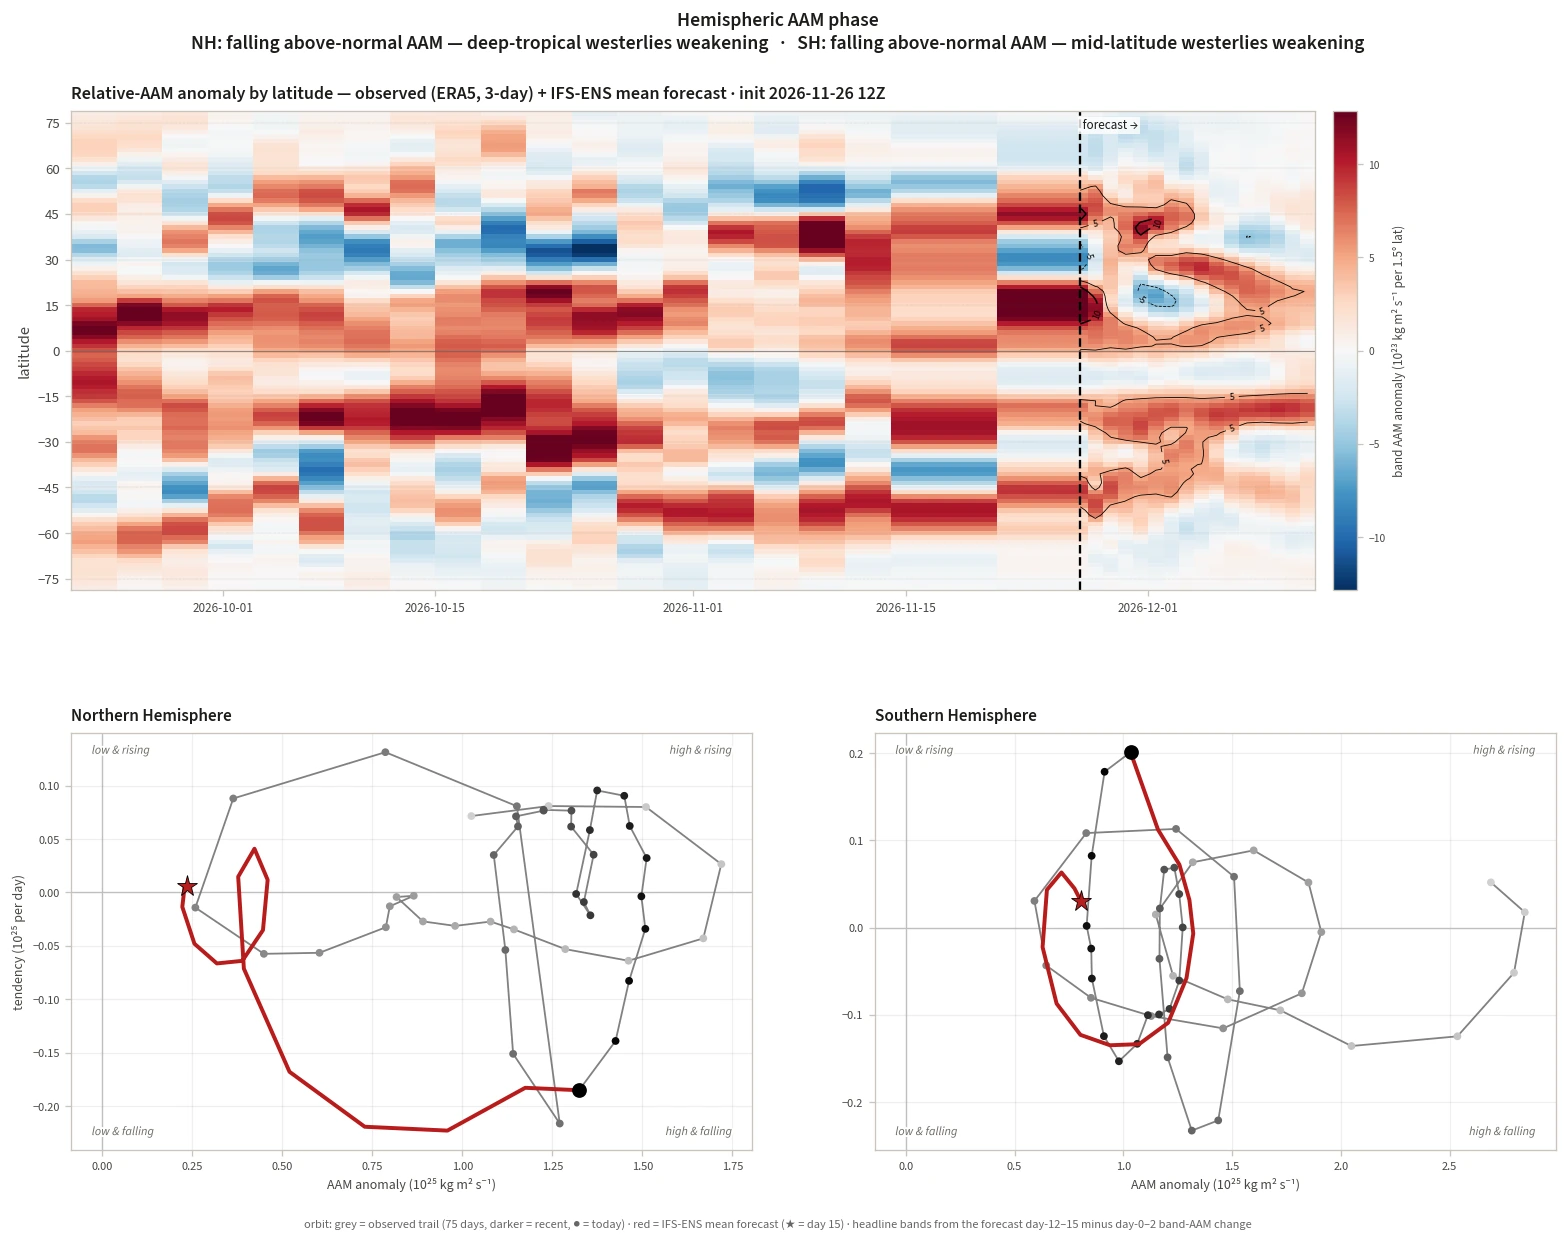 Hemispheric AAM phase
NH: falling above-normal AAM — deep-tropical westerlies weakening · SH: falling above-normal AAM — mid-latitude westerlies weakening
Relative-AAM anomaly by latitude — observed (ERA5, 3-day) + IFS-ENS mean forecast · init 2026-11-26 12Z
forecast →
75
60
45
30
15
0
−15
−30
−45
−60
−75
latitude
2026-10-01
2026-10-15
2026-11-01
2026-11-15
2026-12-01
10
5
0
−5
−10
band AAM anomaly (10²³ kg m² s⁻¹ per 1.5° lat)
Northern Hemisphere
low & rising
high & rising
low & falling
high & falling
0.10
0.05
0.00
−0.05
−0.10
−0.15
−0.20
tendency (10²⁵ per day)
0.00
0.25
0.50
0.75
1.00
1.25
1.50
1.75
AAM anomaly (10²⁵ kg m² s⁻¹)
Southern Hemisphere
low & rising
high & rising
low & falling
high & falling
0.2
0.1
0.0
−0.1
−0.2
0.0
0.5
1.0
1.5
2.0
2.5
AAM anomaly (10²⁵ kg m² s⁻¹)
orbit: grey = observed trail (75 days, darker = recent, ● = today) · red = IFS-ENS mean forecast (★ = day 15) · headline bands from the forecast day-12–15 minus day-0–2 band-AAM change